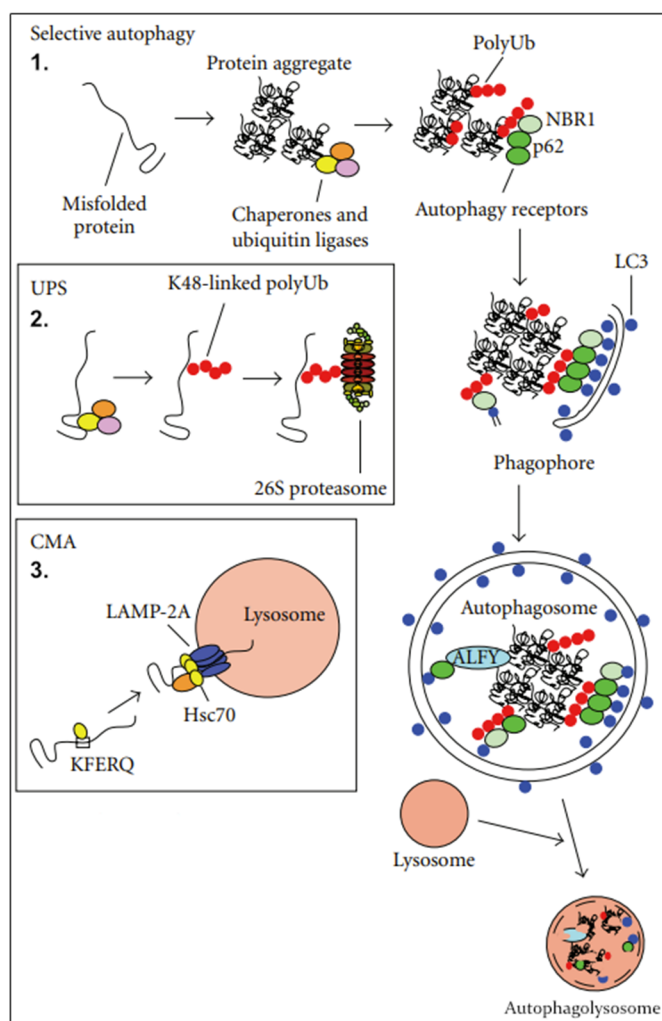 Selective autophagy
1.
Misfolded
protein
Protein aggregate
Chaperones and
ubiquitin ligases
PolyUb
NBR1
p62
Autophagy receptors
LC3
Phagophore
UPS
2.
K48-linked polyUb
26S proteasome
CMA
3.
LAMP-2A
Lysosome
Hsc70
KFERQ
Autophagosome
ALFY
Lysosome
Autophagolysosome